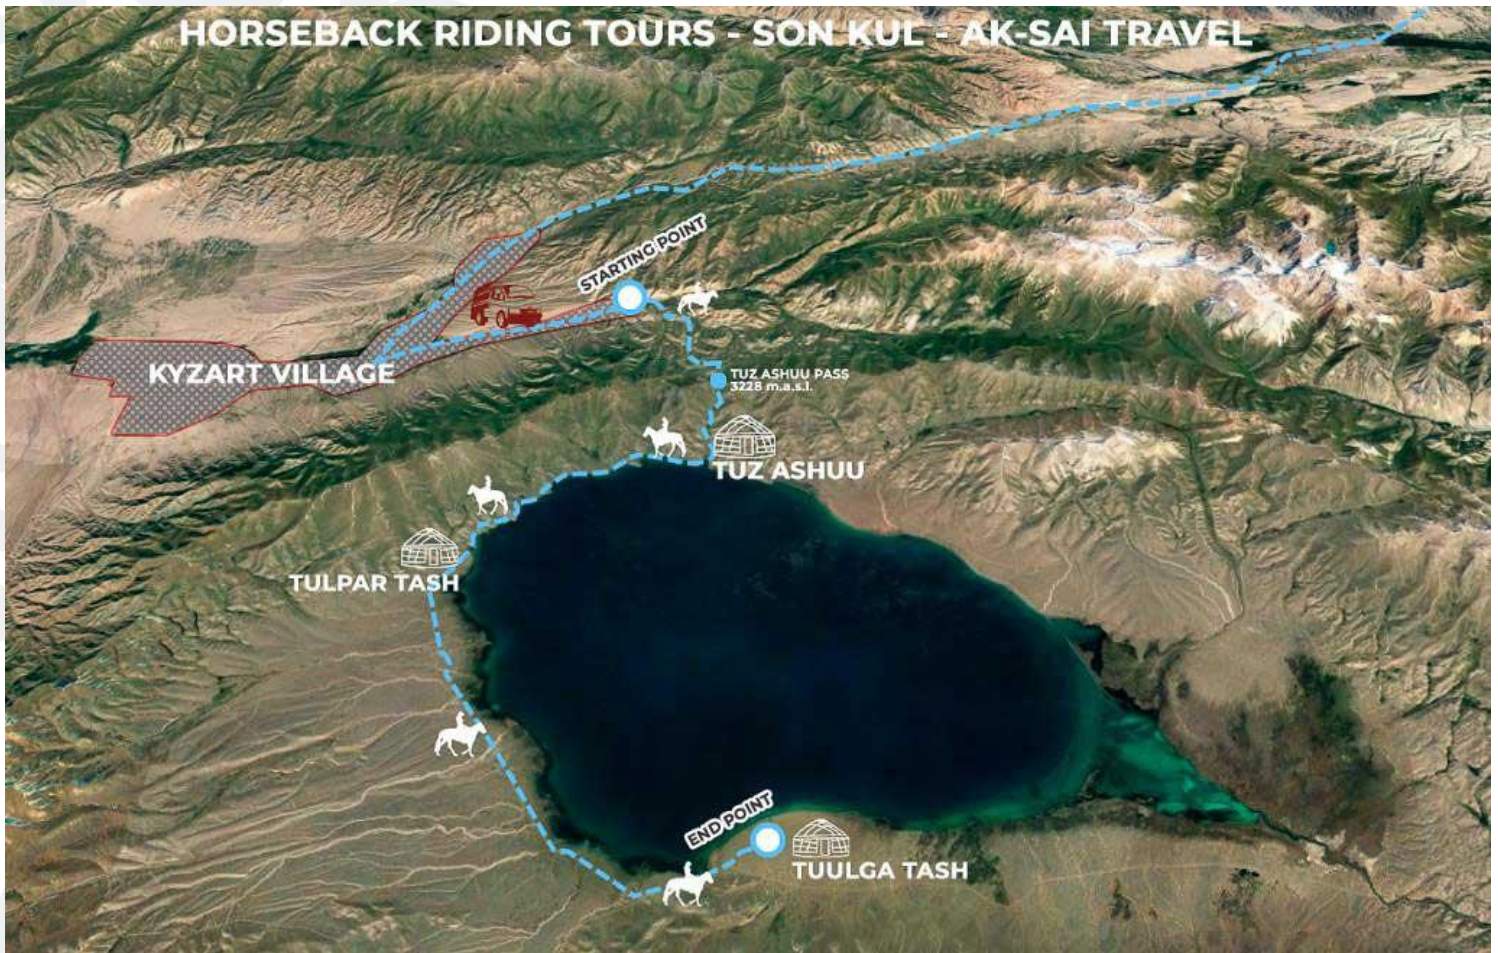 HORSEBACK RIDING TOURS - SON KUL - AK-SAI TRAVEL
STARTING POINT
KYZART VILLAGE
TUZ ASHUU PASS
3228 m.a.s.l.
TUZ ASHUU
TULPAR TASH
END POINT
TUULGA TASH